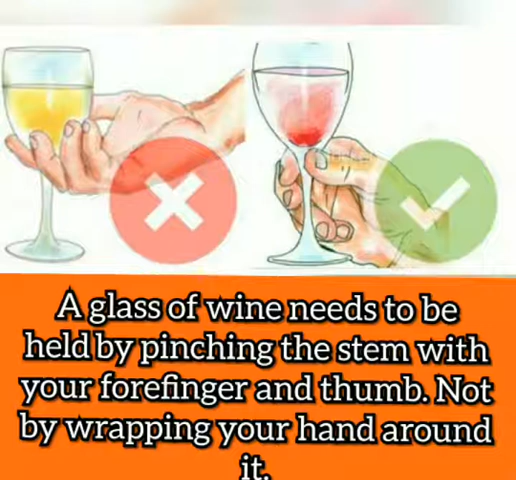 A glass of wine needs to be
held by pinching the stem with
your forefinger and thumb. Not
by wrapping your hand around
it.